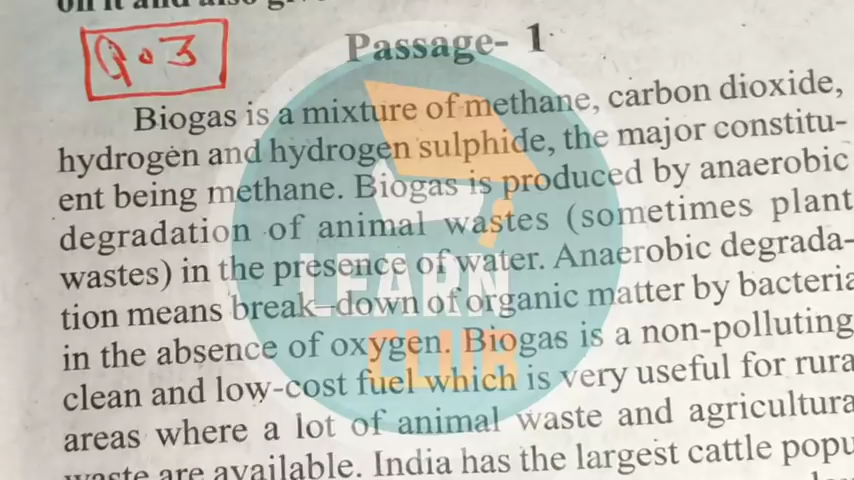 on it and also
Q.3
Passage- 1
Biogas is a mixture of methane, carbon dioxide,
hydrogen and hydrogen sulphide, the major constitu-
ent being methane. Biogas is produced by anaerobic
degradation of animal wastes (sometimes plant
wastes) in the presence of water. Anaerobic degrada-
tion means break-down of organic matter by bacteria
in the absence of oxygen. Biogas is a non-polluting
clean and low-cost fuel which is very useful for rura
areas where a lot of animal waste and agricultura
waste are available. India has the largest cattle popu
LEARN
CLUB